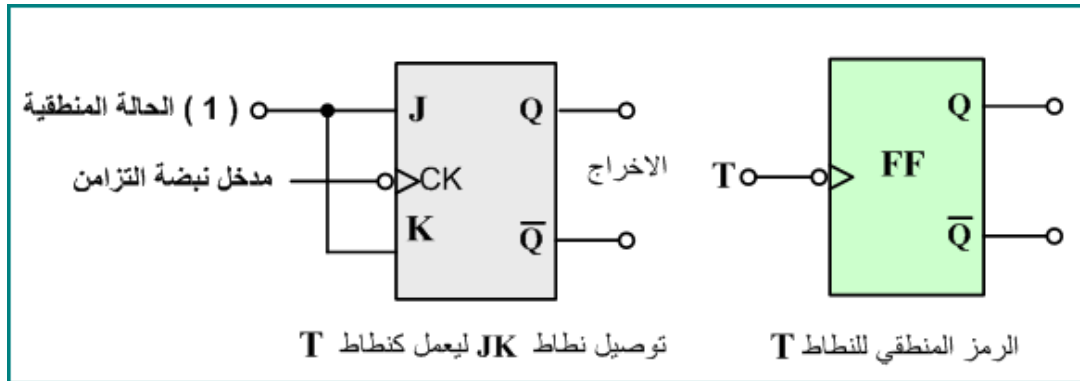 الحالة المنطقية ( 1 )
مدخل نبضة التزامن
J
CK
K
Q
Q̅
الاخراج
توصيل نطاط JK ليعمل كنطاط T
T
FF
Q
Q̅
الرمز المنطقي للنطاط T